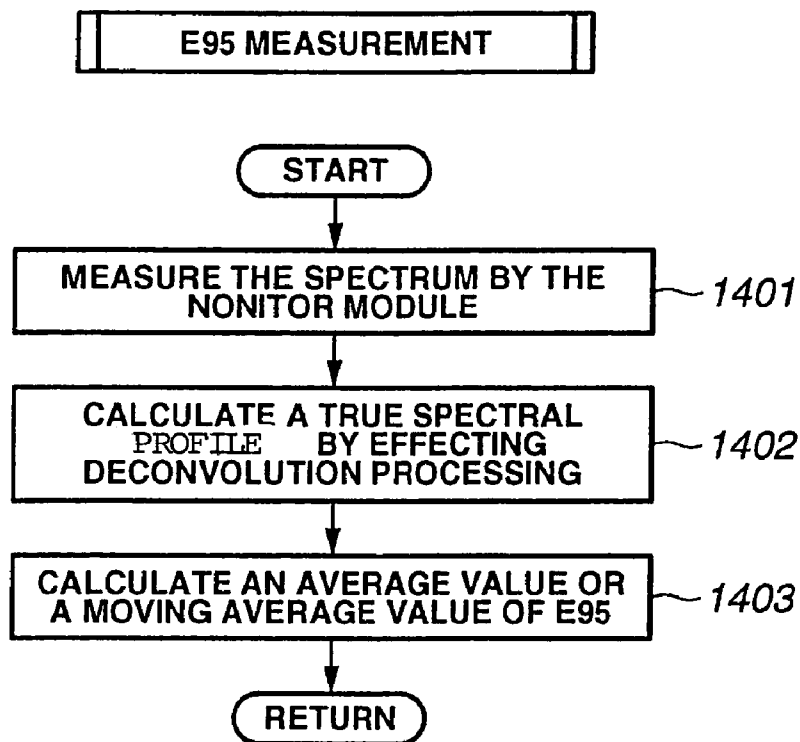 E95 MEASUREMENT
START
MEASURE THE SPECTRUM BY THE
NONITOR MODULE
1401
CALCULATE A TRUE SPECTRAL
PROFILE BY EFFECTING
DECONVOLUTION PROCESSING
1402
CALCULATE AN AVERAGE VALUE OR
A MOVING AVERAGE VALUE OF E95
1403
RETURN